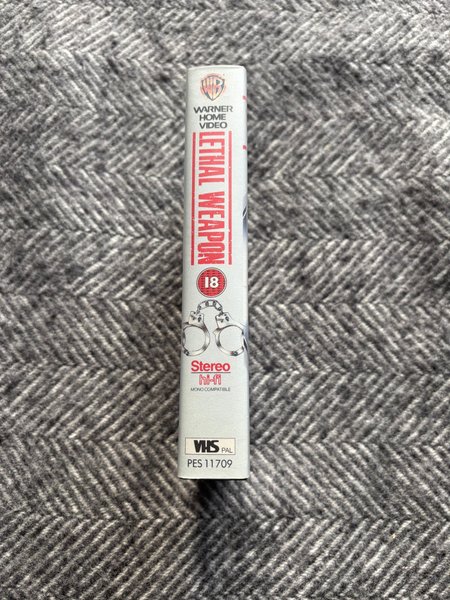 WB
WARNER
HOME
VIDEO
LETHAL WEAPON
18
Stereo
hi-fi
MONO COMPATIBLE
VHS PAL
PES 11709